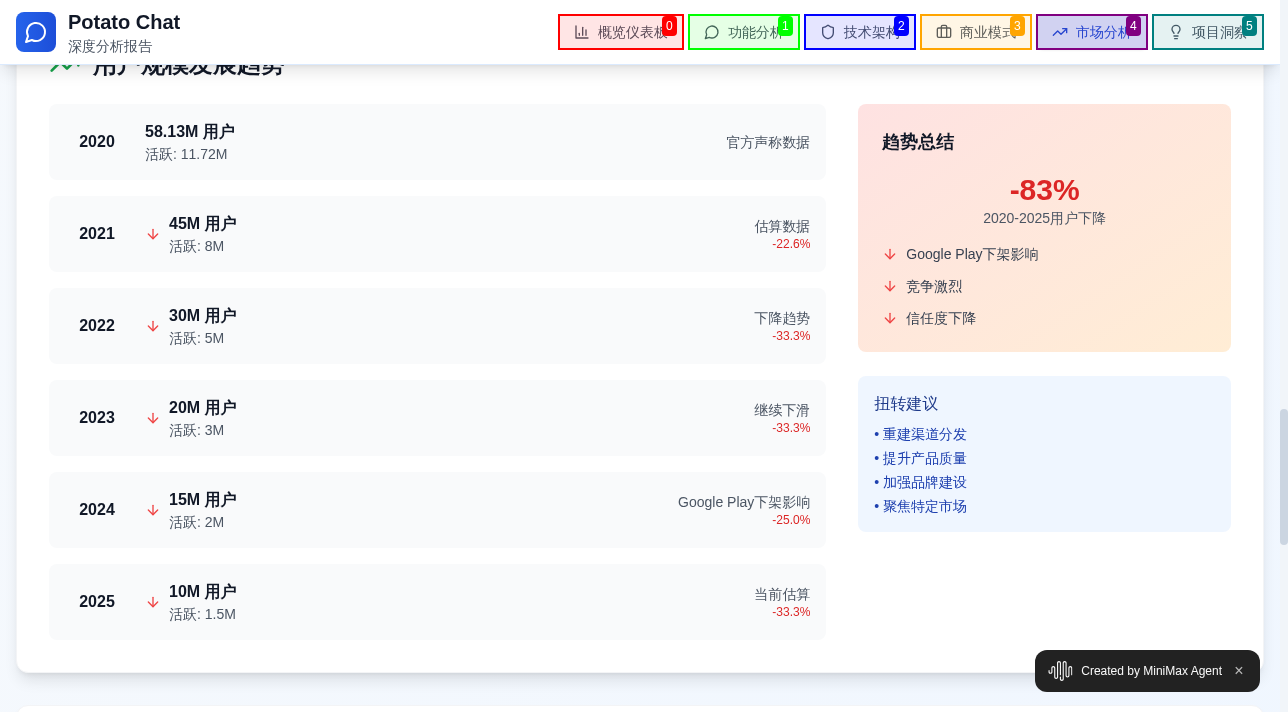 Potato Chat
深度分析报告
概览仪表板 0
功能分析 1
技术架构 2
商业模式 3
市场分析 4
项目洞察 5
用户规模发展趋势
2020
58.13M 用户
活跃: 11.72M
官方声称数据
2021
45M 用户
活跃: 8M
估算数据
-22.6%
2022
30M 用户
活跃: 5M
下降趋势
-33.3%
2023
20M 用户
活跃: 3M
继续下滑
-33.3%
2024
15M 用户
活跃: 2M
Google Play下架影响
-25.0%
2025
10M 用户
活跃: 1.5M
当前估算
-33.3%
趋势总结
-83%
2020-2025用户下降
Google Play下架影响
竞争激烈
信任度下降
扭转建议
• 重建渠道分发
• 提升产品质量
• 加强品牌建设
• 聚焦特定市场
Created by MiniMax Agent ×